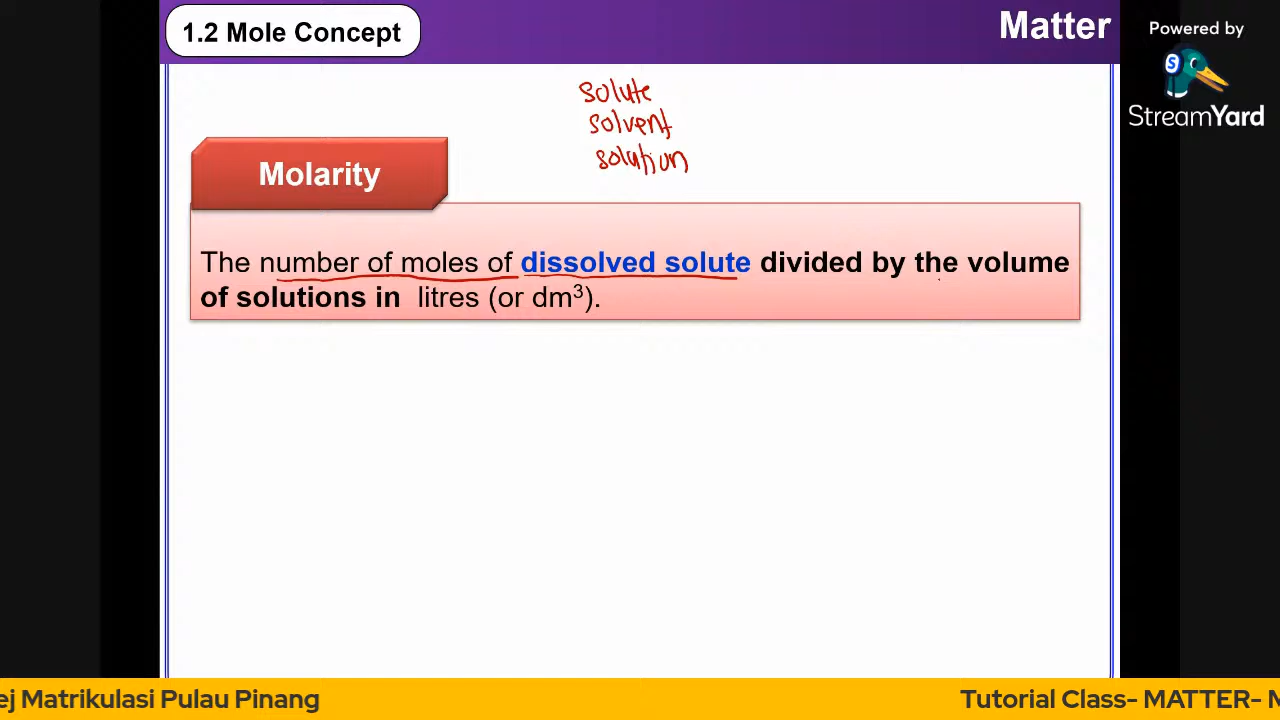 1.2 Mole Concept
Matter
Powered by
StreamYard
solute
solvent
solution
Molarity
The number of moles of dissolved solute divided by the volume
of solutions in litres (or dm³).
ej Matrikulasi Pulau Pinang
Tutorial Class- MATTER- M